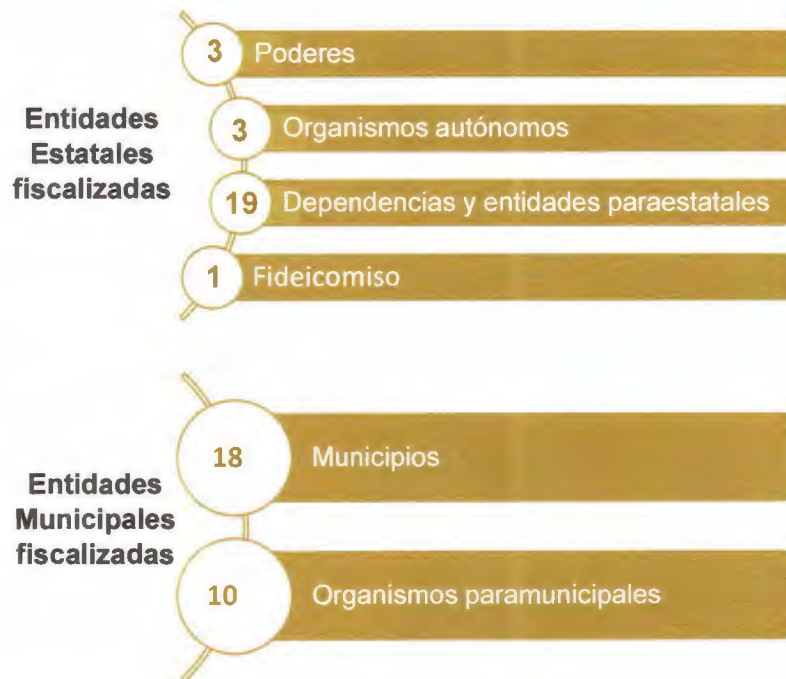 Entidades
Estatales
fiscalizadas
3 Poderes
3 Organismos autónomos
19 Dependencias y entidades paraestatales
1 Fideicomiso
Entidades
Municipales
fiscalizadas
18 Municipios
10 Organismos paramunicipales